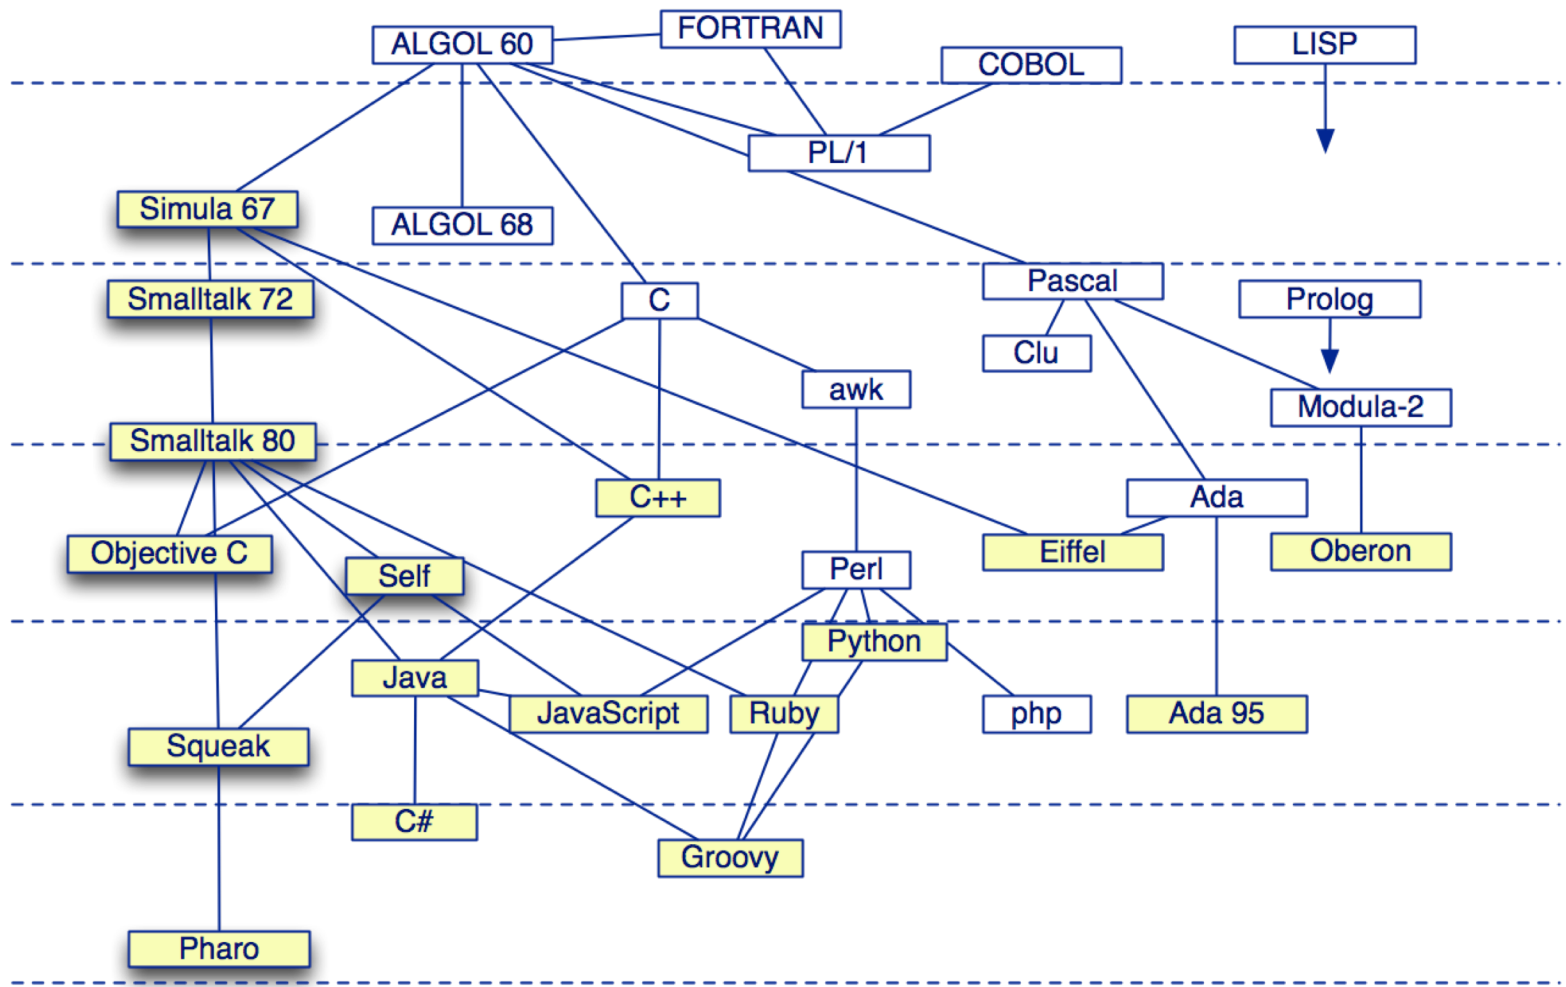 FORTRAN
ALGOL 60
LISP
COBOL
PL/1
Simula 67
ALGOL 68
Pascal
Smalltalk 72
C
Prolog
Clu
awk
Modula-2
Smalltalk 80
C++
Ada
Objective C
Eiffel
Oberon
Self
Perl
Python
Java
JavaScript
Ruby
php
Ada 95
Squeak
C#
Groovy
Pharo